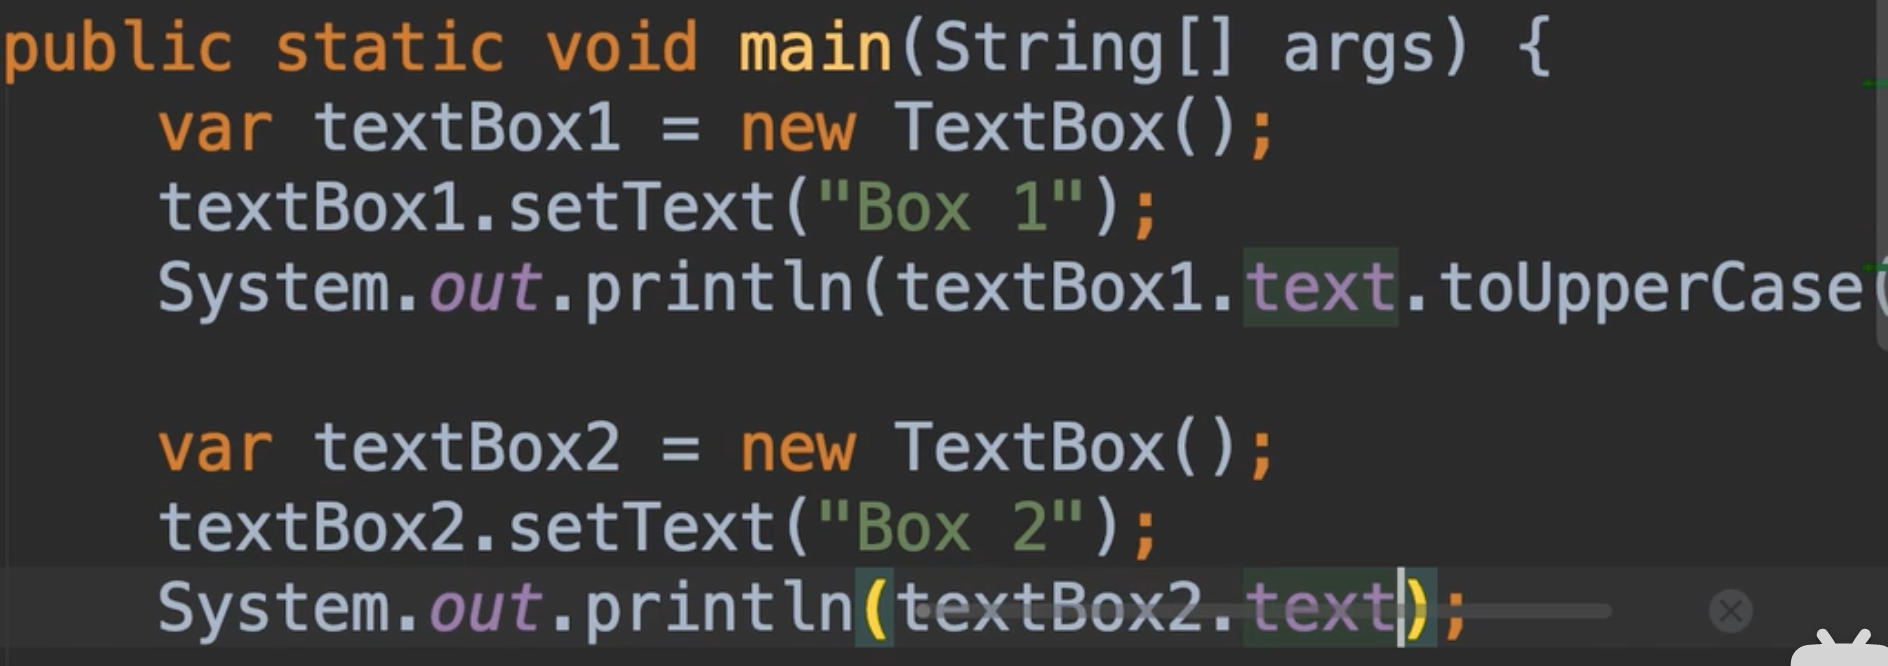 public static void main(String[] args) {
var textBox1 = new TextBox();
textBox1.setText("Box 1");
System.out.println(textBox1.text.toUpperCase(
var textBox2 = new TextBox();
textBox2.setText("Box 2");
System.out.println(textBox2.text);